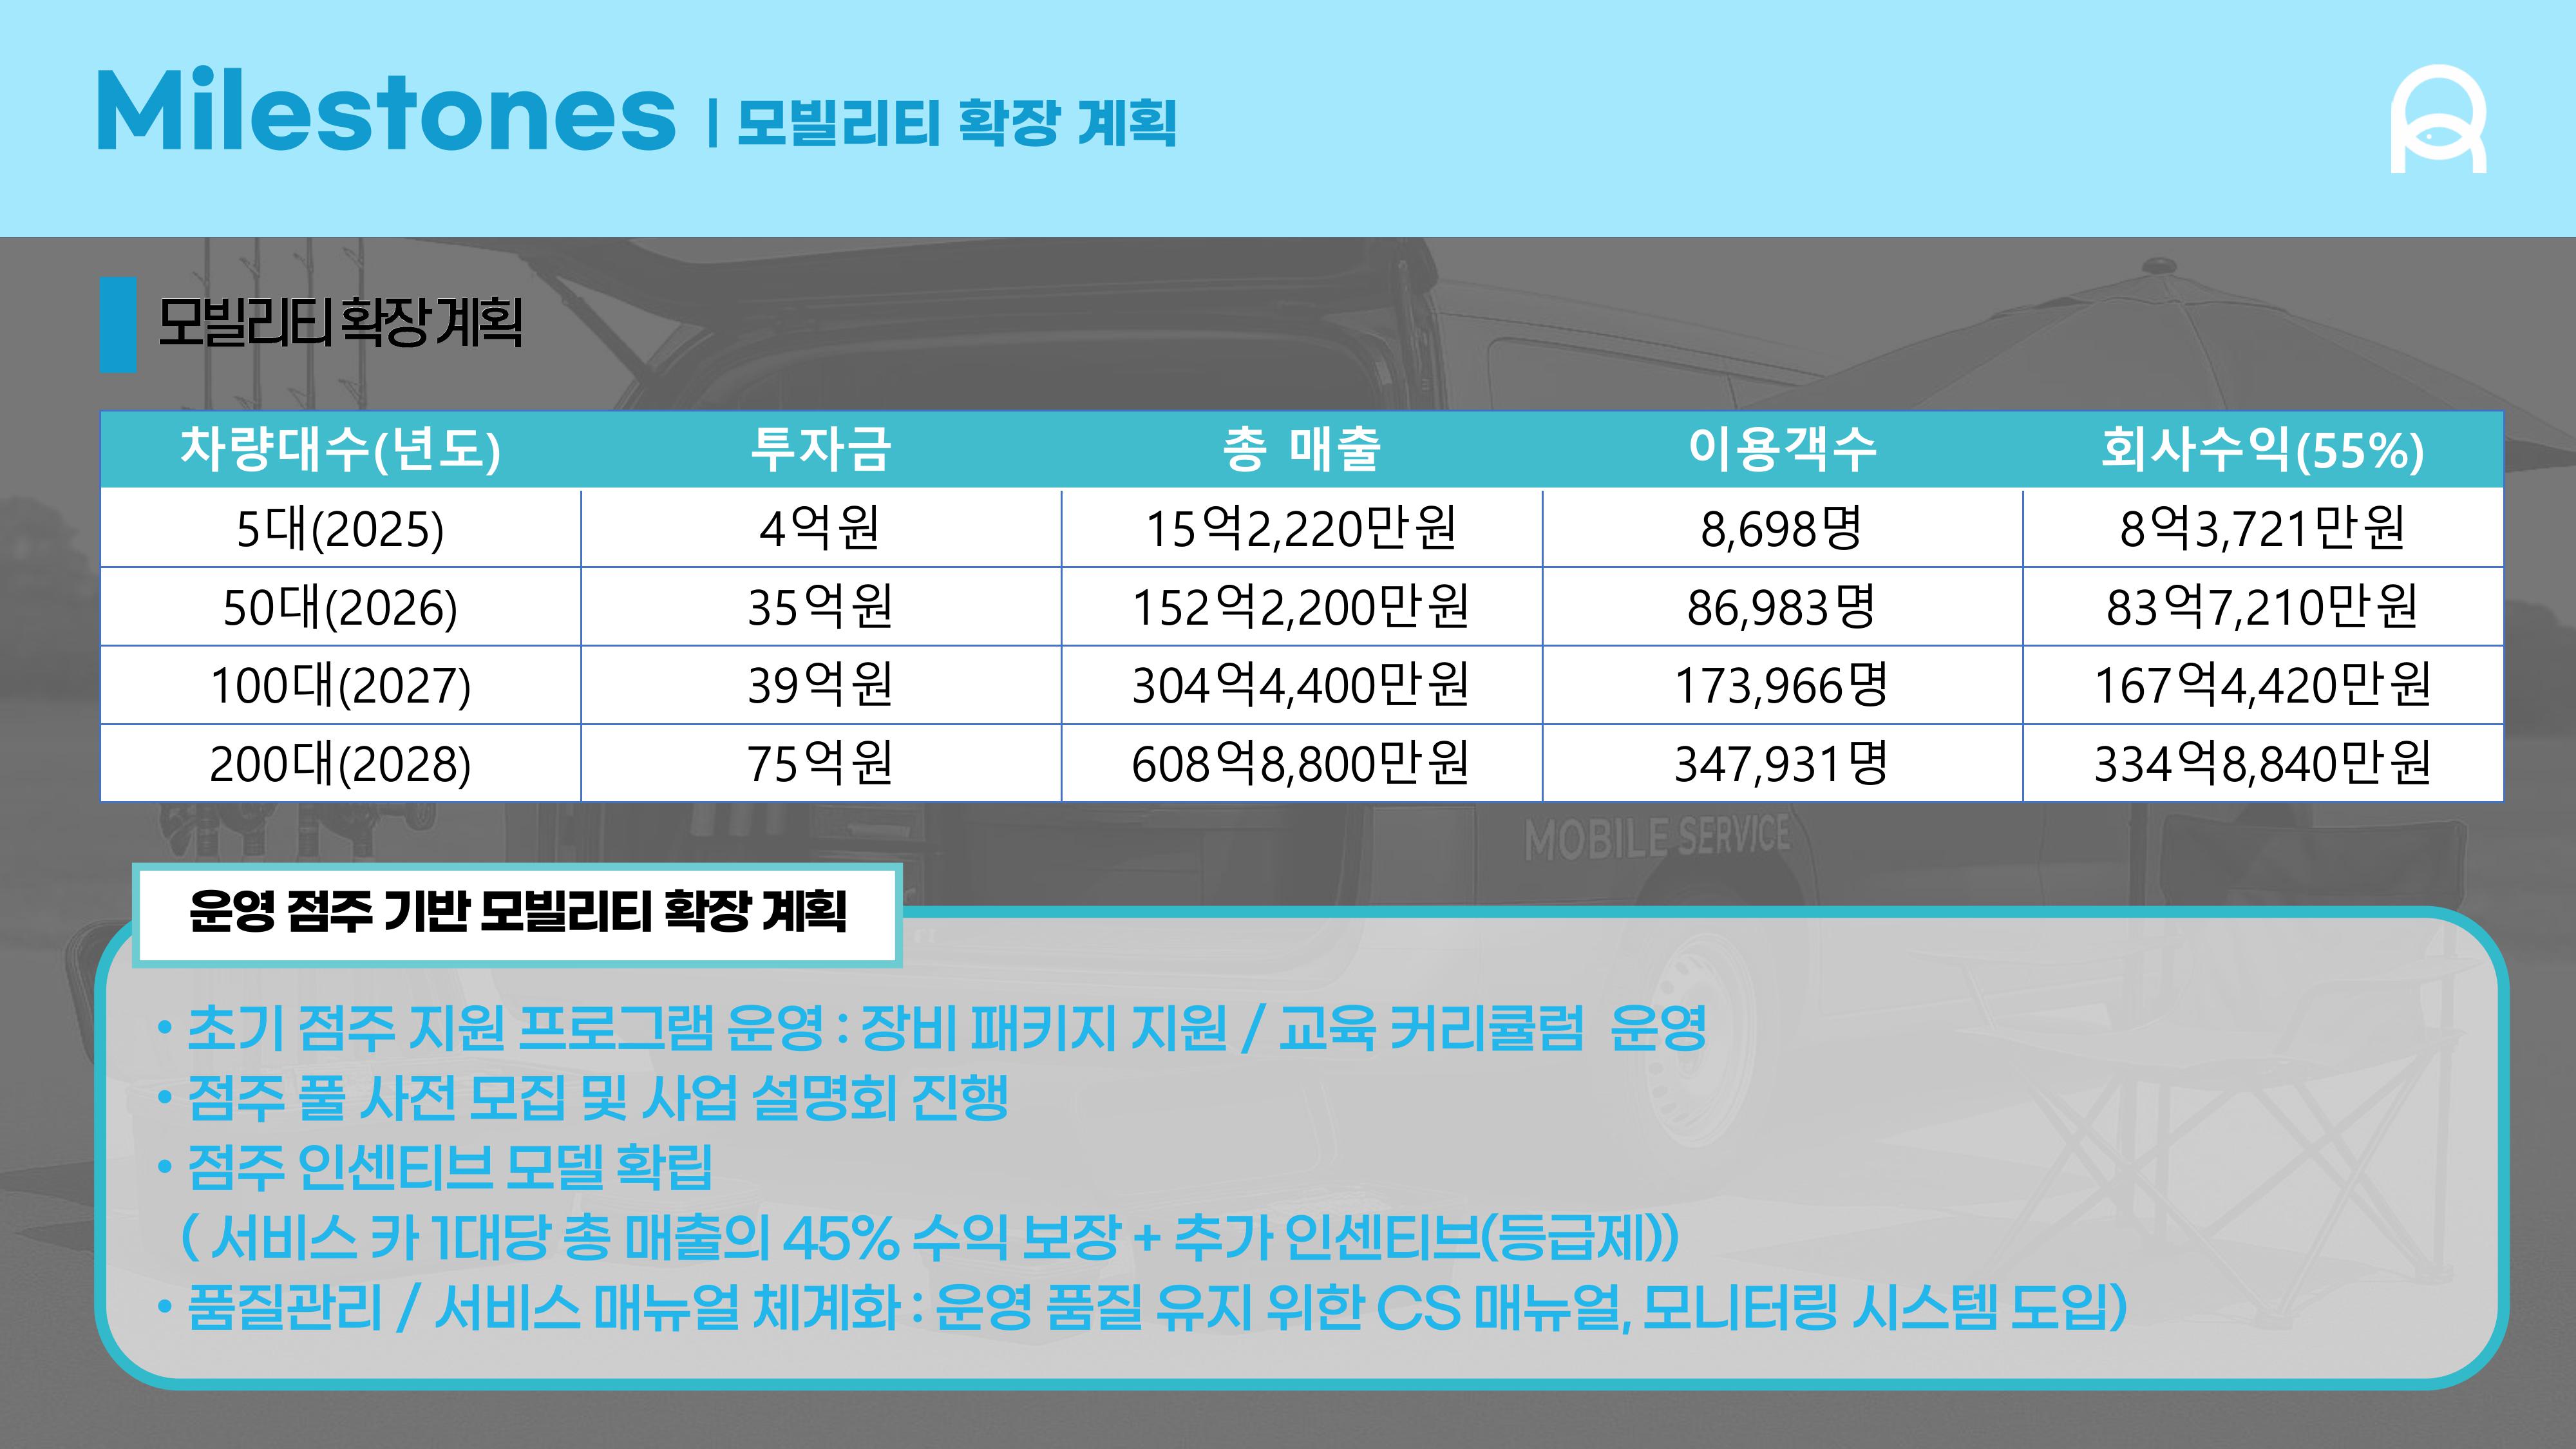 Milestones | 모빌리티 확장 계획
모빌리티 확장 계획
차량대수(년도) 투자금 총 매출 이용객수 회사수익(55%)
5대(2025) 4억원 15억2,220만원 8,698명 8억3,721만원
50대(2026) 35억원 152억2,200만원 86,983명 83억7,210만원
100대(2027) 39억원 304억4,400만원 173,966명 167억4,420만원
200대(2028) 75억원 608억8,800만원 347,931명 334억8,840만원
MOBILE SERVICE
운영 점주 기반 모빌리티 확장 계획
• 초기 점주 지원 프로그램 운영 : 장비 패키지 지원 / 교육 커리큘럼 운영
• 점주 풀 사전 모집 및 사업 설명회 진행
• 점주 인센티브 모델 확립
( 서비스 카 1대당 총 매출의 45% 수익 보장 + 추가 인센티브(등급제))
• 품질관리 / 서비스 매뉴얼 체계화 : 운영 품질 유지 위한 CS 매뉴얼, 모니터링 시스템 도입)